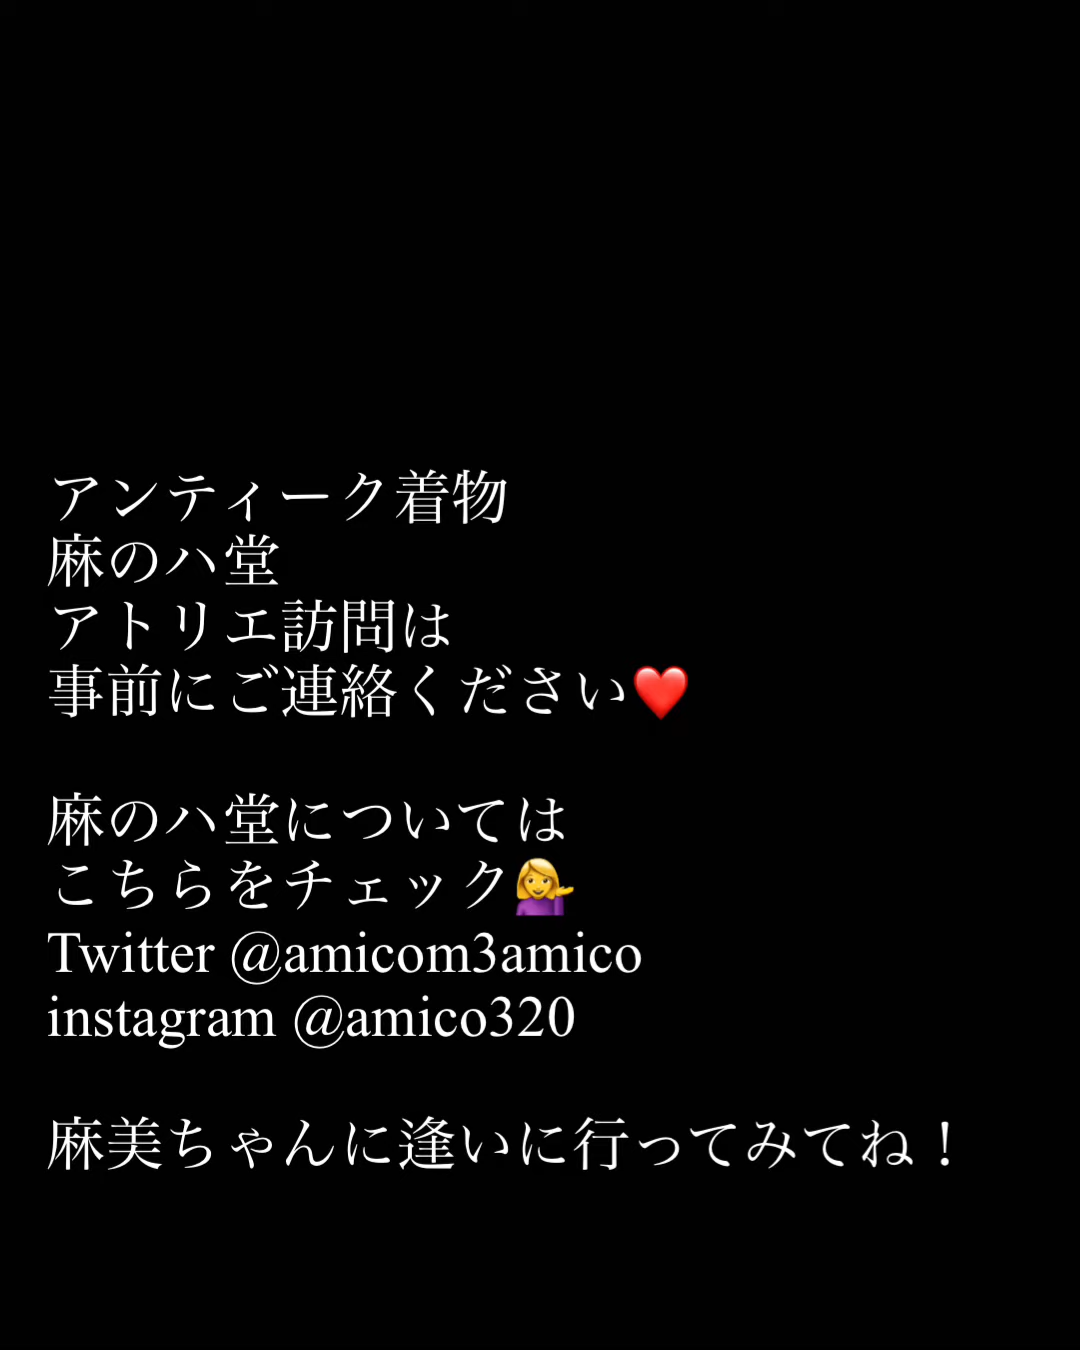 アンティーク着物
麻のハ堂
アトリエ訪問は
事前にご連絡ください❤️
麻のハ堂については
こちらをチェック💁‍♀️
Twitter @amicom3amico
instagram @amico320
麻美ちゃんに逢いに行ってみてね！